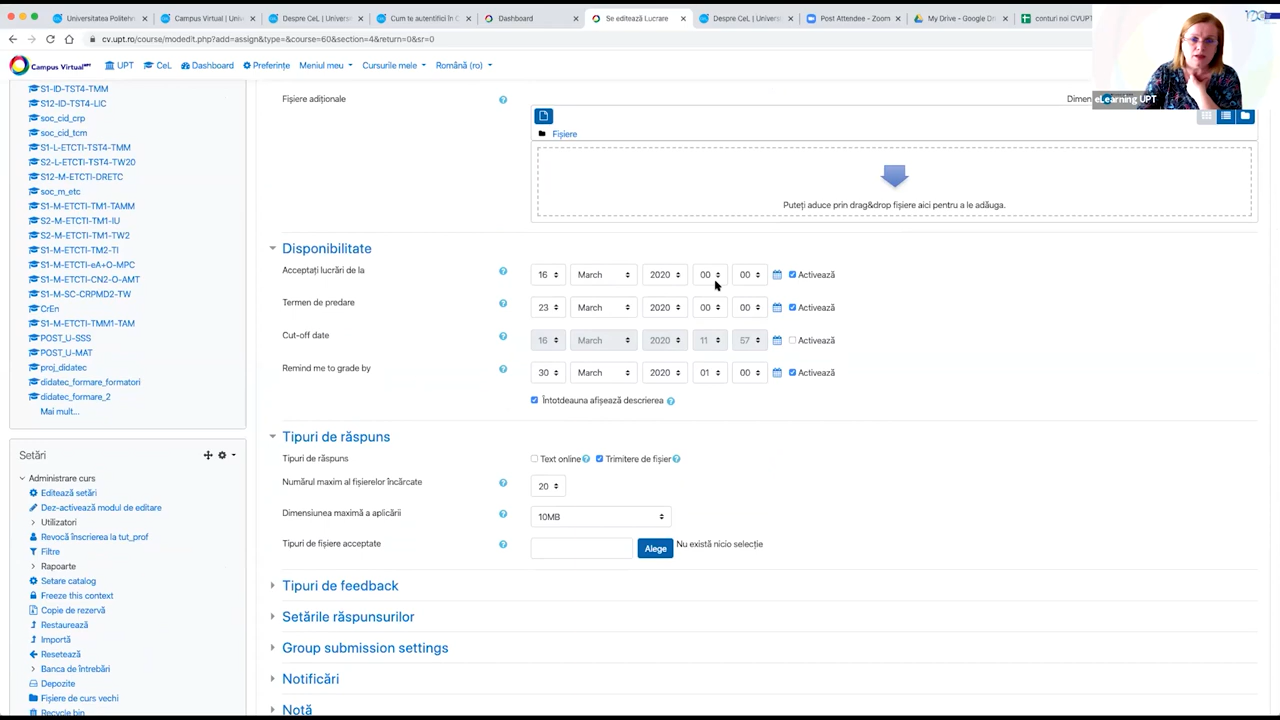 Universitatea Politehn
Campus Virtual | Univ
Despre CeL | Universit
Cum te autentifici în C
Dashboard
Se editează Lucrare
Despre CeL | Universi
Post Attendee - Zoom
My Drive - Google Dri
conturi noi CVUPT
cv.upt.ro/course/modedit.php?add=assign&type=&course=60&section=4&return=0&sr=0
Campus Virtual UPT
UPT
CeL
Dashboard
Preferințe
Meniul meu
Cursurile mele
Română (ro)
eLearning UPT
S1-ID-TST4-TMM
S12-ID-TST4-LIC
soc_cid_crp
soc_cid_tcm
S1-L-ETCTI-TST4-TMM
S2-L-ETCTI-TST4-TW20
S12-M-ETCTI-DRETC
soc_m_etc
S1-M-ETCTI-TM1-TAMM
S2-M-ETCTI-TM1-IU
S2-M-ETCTI-TM1-TW2
S1-M-ETCTI-TM2-TI
S1-M-ETCTI-eA+O-MPC
S1-M-ETCTI-CN2-O-AMT
S1-M-SC-CRPMD2-TW
CrEn
S1-M-ETCTI-TMM1-TAM
POST_U-SSS
POST_U-MAT
proj_didatec
didatec_formare_formatori
didatec_formare_2
Mai mult...
Setări
Administrare curs
Editează setări
Dez-activează modul de editare
Utilizatori
Revocă înscrierea la tut_prof
Filtre
Rapoarte
Setare catalog
Freeze this context
Copie de rezervă
Restaurează
Importă
Resetează
Banca de întrebări
Depozite
Fișiere de curs vechi
Recycle bin
Fișiere adiționale
Dimen
Fișiere
Puteți aduce prin drag&drop fișiere aici pentru a le adăuga.
Disponibilitate
Acceptați lucrări de la 16 March 2020 00 00 Activează
Termen de predare 23 March 2020 00 00 Activează
Cut-off date 16 March 2020 11 57 Activează
Remind me to grade by 30 March 2020 01 00 Activează
Întotdeauna afișează descrierea
Tipuri de răspuns
Tipuri de răspuns Text online Trimitere de fișier
Numărul maxim al fișierelor încărcate 20
Dimensiunea maximă a aplicării 10MB
Tipuri de fișiere acceptate Alege Nu există nicio selecție
Tipuri de feedback
Setările răspunsurilor
Group submission settings
Notificări
Notă